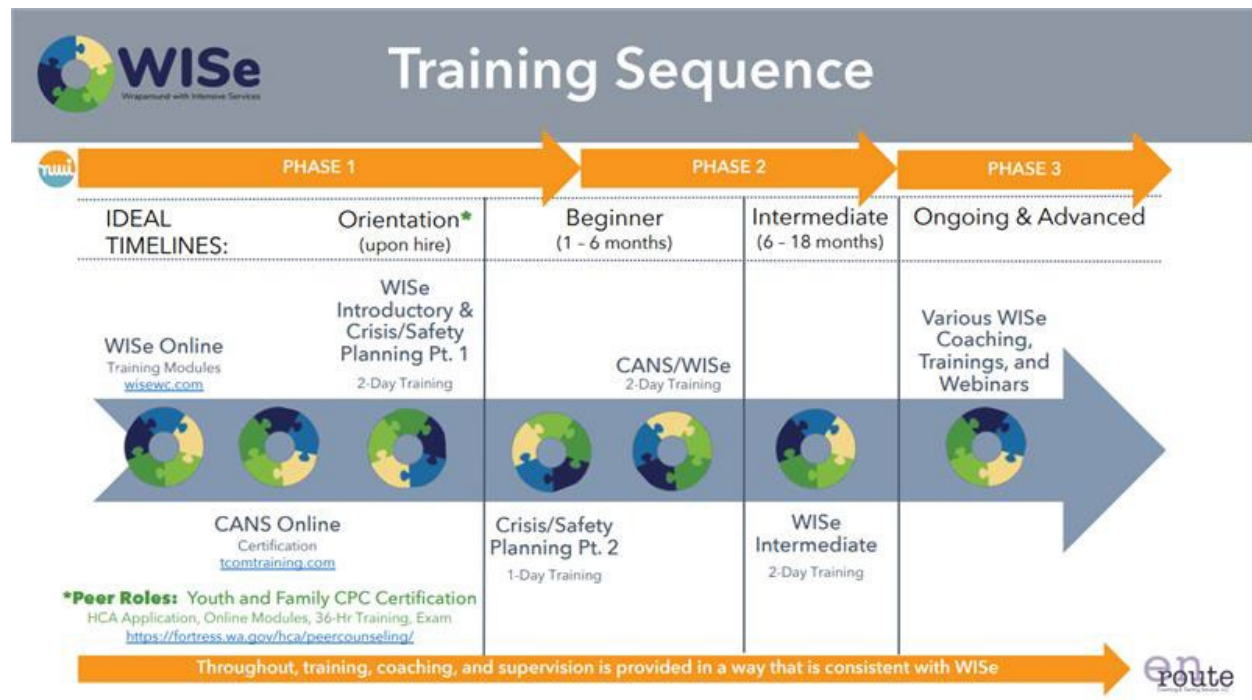 WISe
Wraparound with Intensive Services
Training Sequence
nwi
PHASE 1
PHASE 2
PHASE 3
IDEAL
TIMELINES:
Orientation*
(upon hire)
Beginner
(1 - 6 months)
Intermediate
(6 - 18 months)
Ongoing & Advanced
WISe Online
Training Modules
wisewc.com
WISe
Introductory &
Crisis/Safety
Planning Pt. 1
2-Day Training
CANS/WISe
2-Day Training
Various WISe
Coaching,
Trainings, and
Webinars
CANS Online
Certification
tcomtraining.com
Crisis/Safety
Planning Pt. 2
1-Day Training
WISe
Intermediate
2-Day Training
*Peer Roles: Youth and Family CPC Certification
HCA Application, Online Modules, 36-Hr Training, Exam
https://fortress.wa.gov/hca/peercounseling/
Throughout, training, coaching, and supervision is provided in a way that is consistent with WISe
en
route